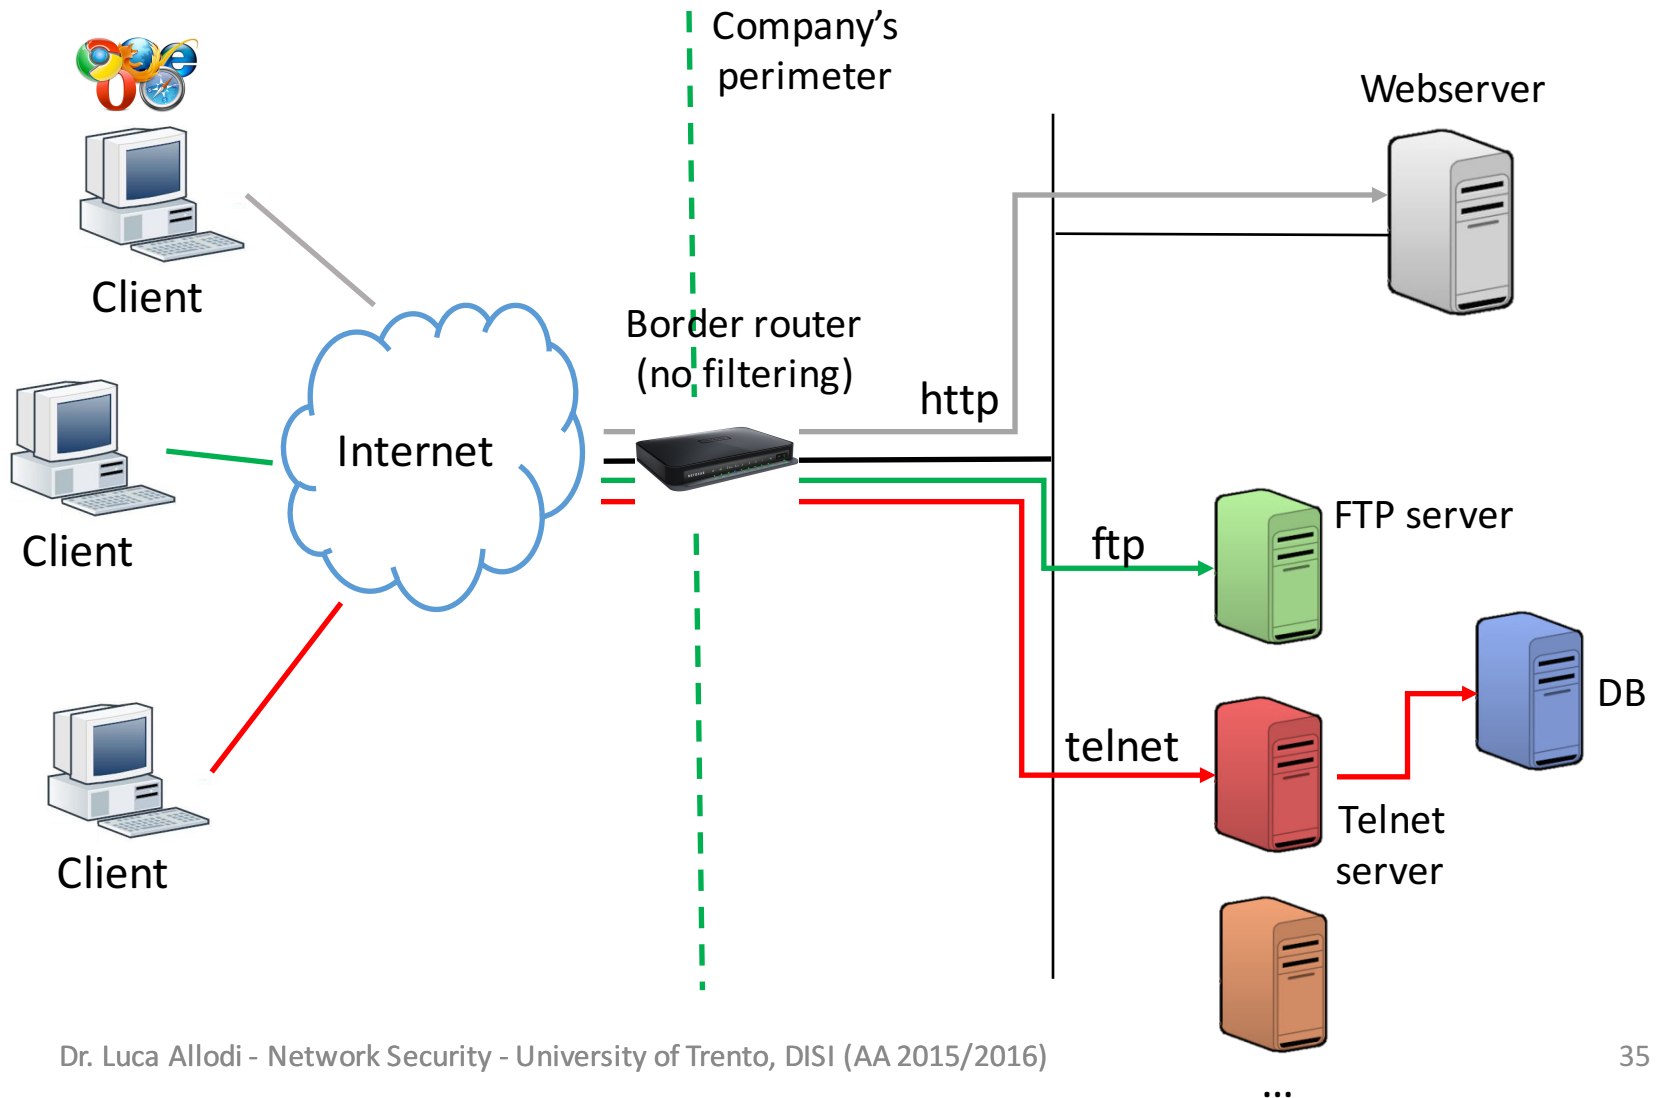 Company's
perimeter
Webserver
Client
Border router
(no filtering)
http
Internet
FTP server
ftp
Client
DB
telnet
Telnet
server
Client
Dr. Luca Allodi - Network Security - University of Trento, DISI (AA 2015/2016)
35
...